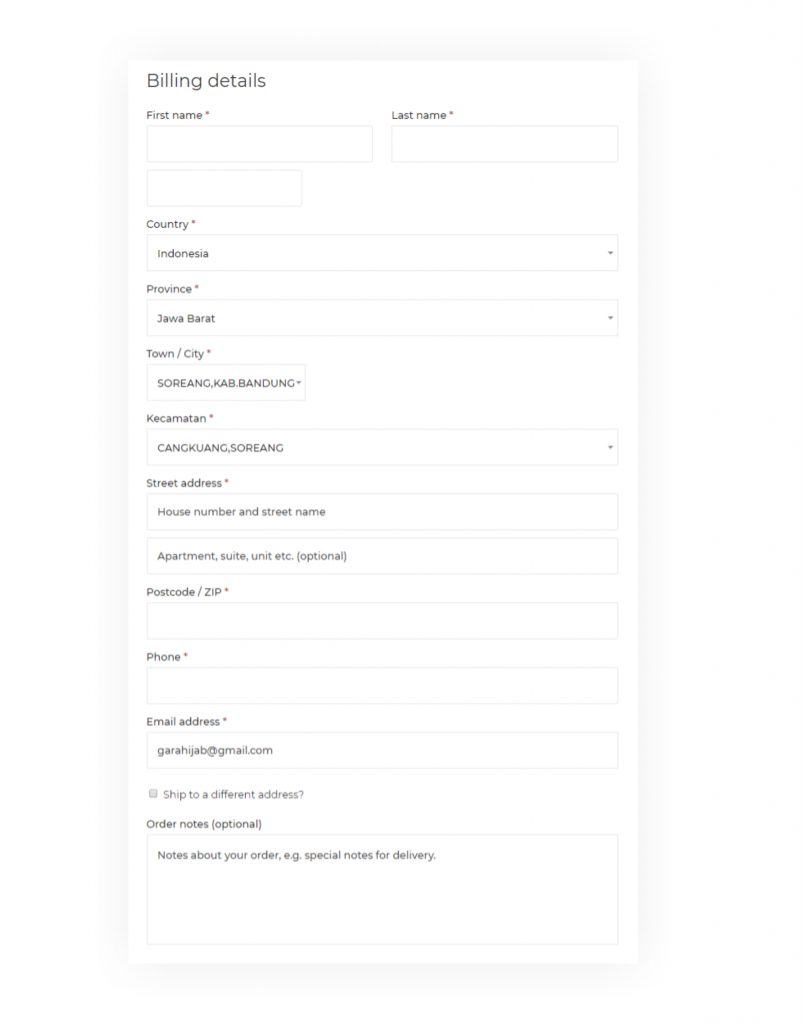 Billing details
First name * Last name *
Country *
Indonesia
Province *
Jawa Barat
Town / City *
SOREANG,KAB.BANDUNG
Kecamatan *
CANGKUANG,SOREANG
Street address *
House number and street name
Apartment, suite, unit etc. (optional)
Postcode / ZIP *
Phone *
Email address *
garahijab@gmail.com
Ship to a different address?
Order notes (optional)
Notes about your order, e.g. special notes for delivery.